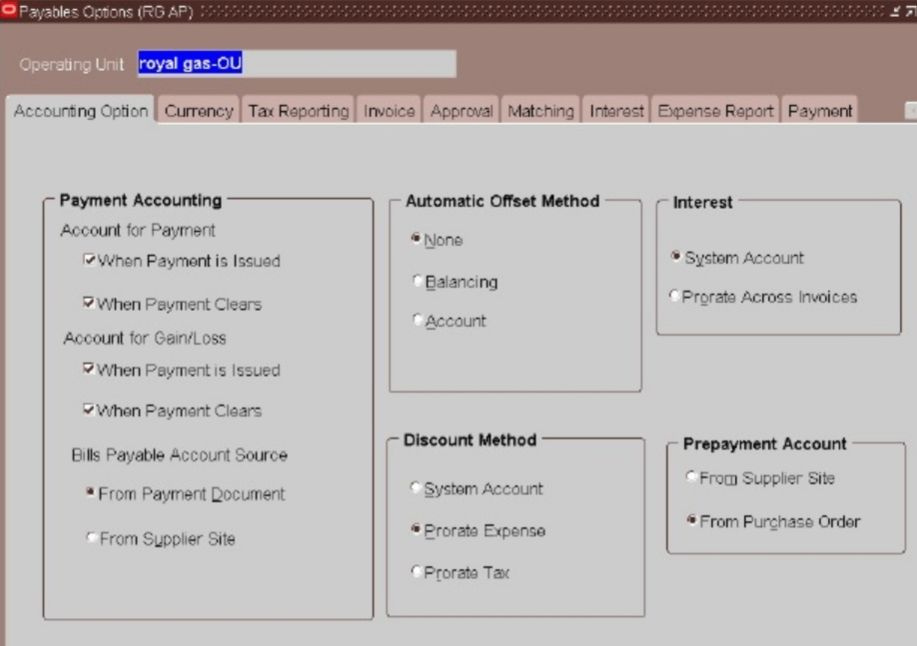 Payables Options (RG AP)
Operating Unit royal gas-OU
Accounting Option Currency Tax Reporting Invoice Approval Matching Interest Expense Report Payment
Payment Accounting
Account for Payment
When Payment is Issued
When Payment Clears
Account for Gain/Loss
When Payment is Issued
When Payment Clears
Bills Payable Account Source
From Payment Document
From Supplier Site
Automatic Offset Method
None
Balancing
Account
Interest
System Account
Prorate Across Invoices
Discount Method
System Account
Prorate Expense
Prorate Tax
Prepayment Account
From Supplier Site
From Purchase Order